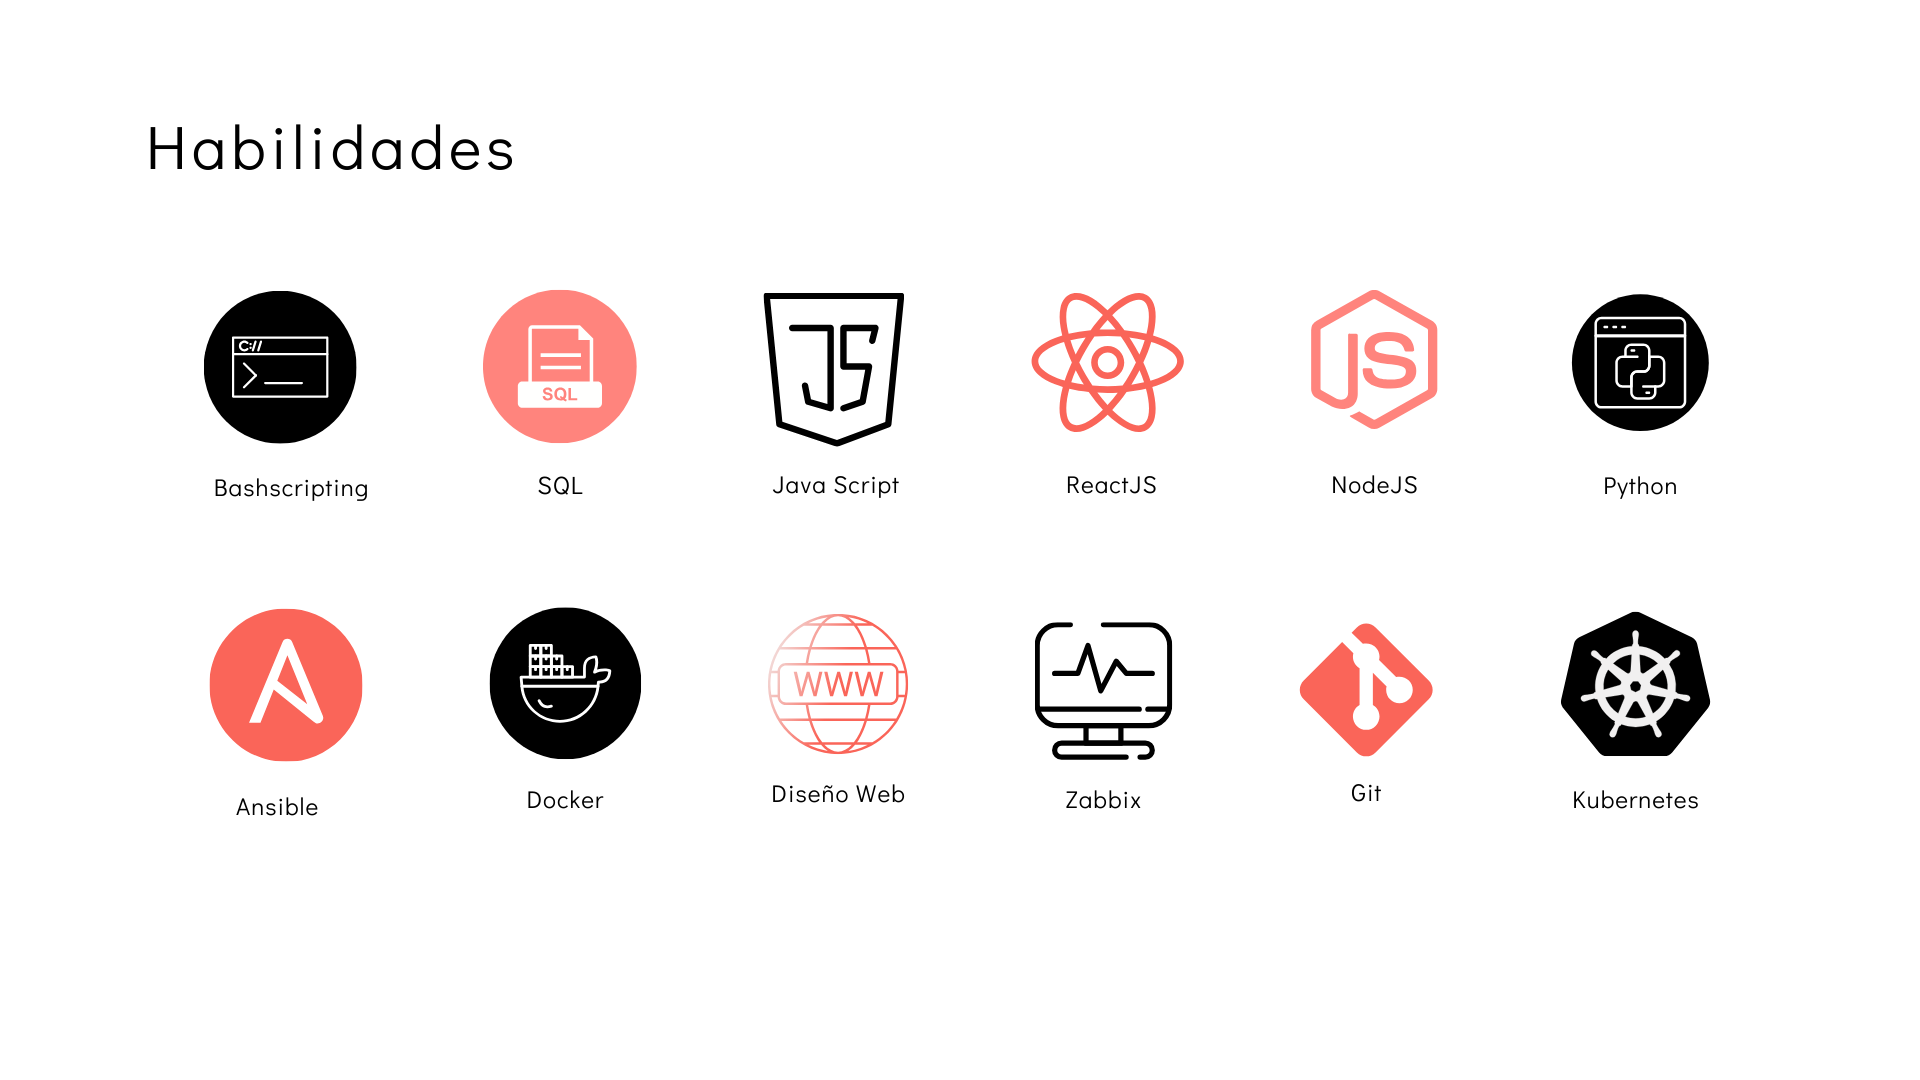 Habilidades
C://
SQL
JS
JS
Bashscripting
SQL
Java Script
ReactJS
NodeJS
Python
WWW
Ansible
Docker
Diseño Web
Zabbix
Git
Kubernetes